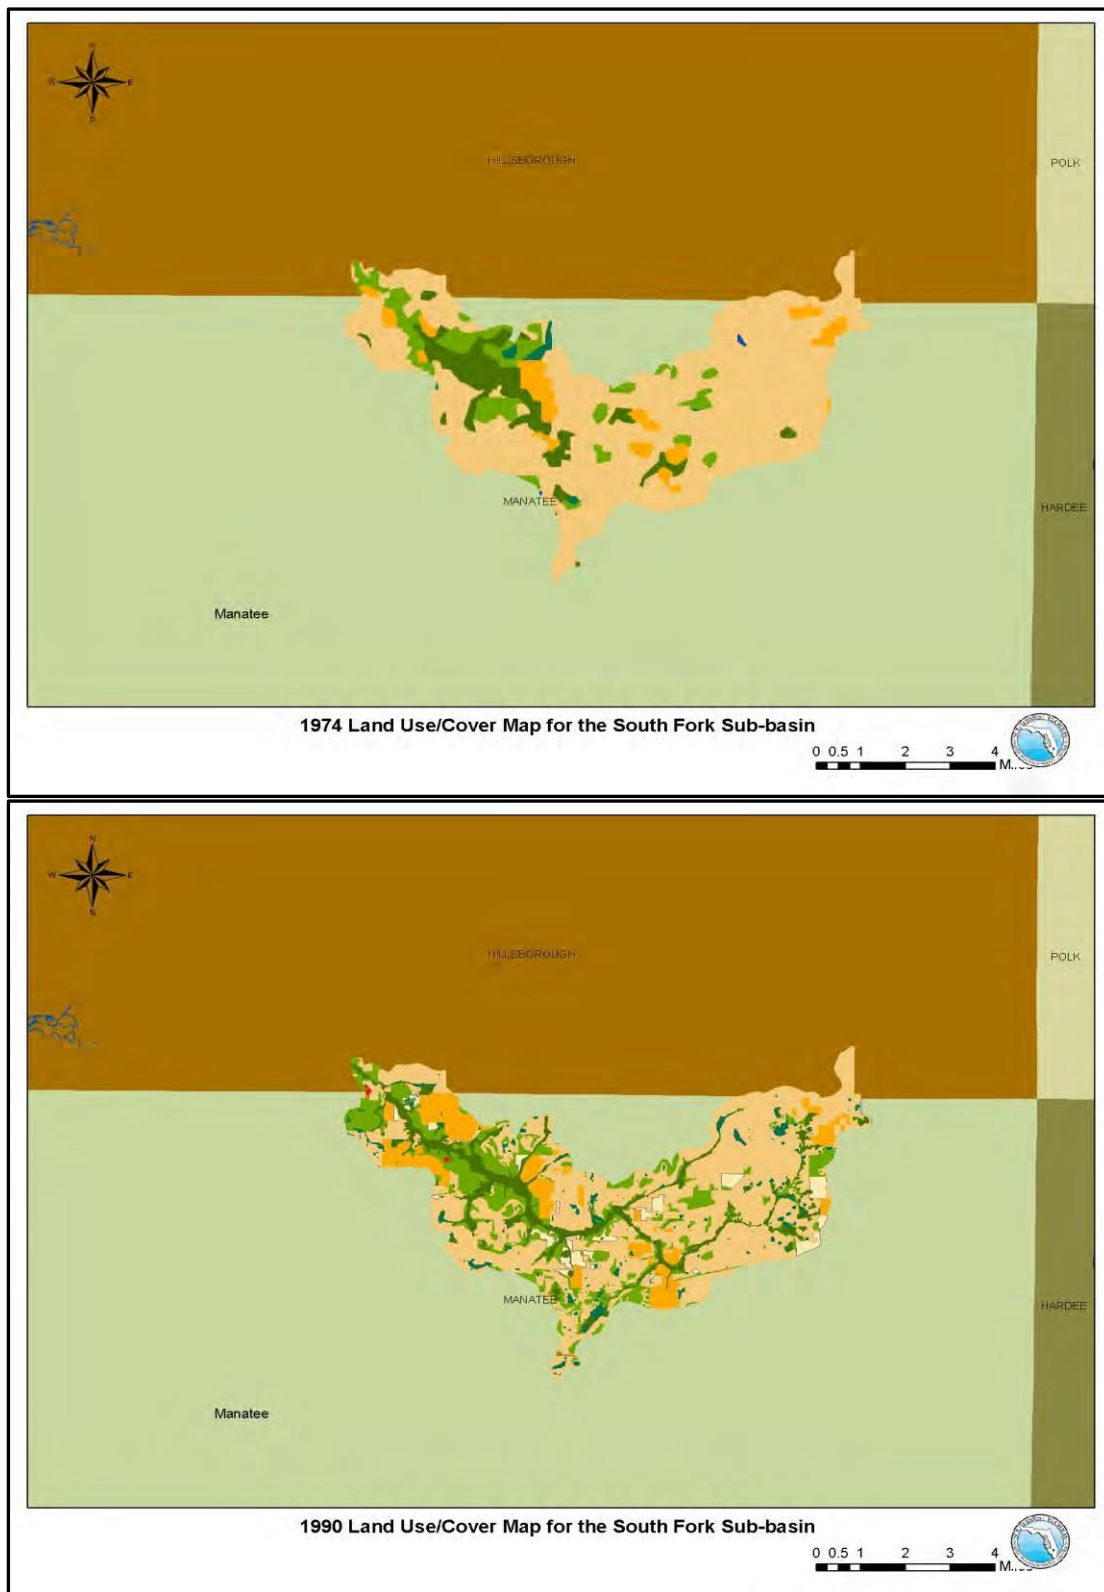 N
W E
S
HILLSBOROUGH
POLK
MANATEE
HARDEE
Manatee
1974 Land Use/Cover Map for the South Fork Sub-basin
0 0.5 1 2 3 4
N
W E
HILLSBOROUGH
POLK
MANATEE
HARDEE
Manatee
1990 Land Use/Cover Map for the South Fork Sub-basin
0 0.5 1 2 3 4